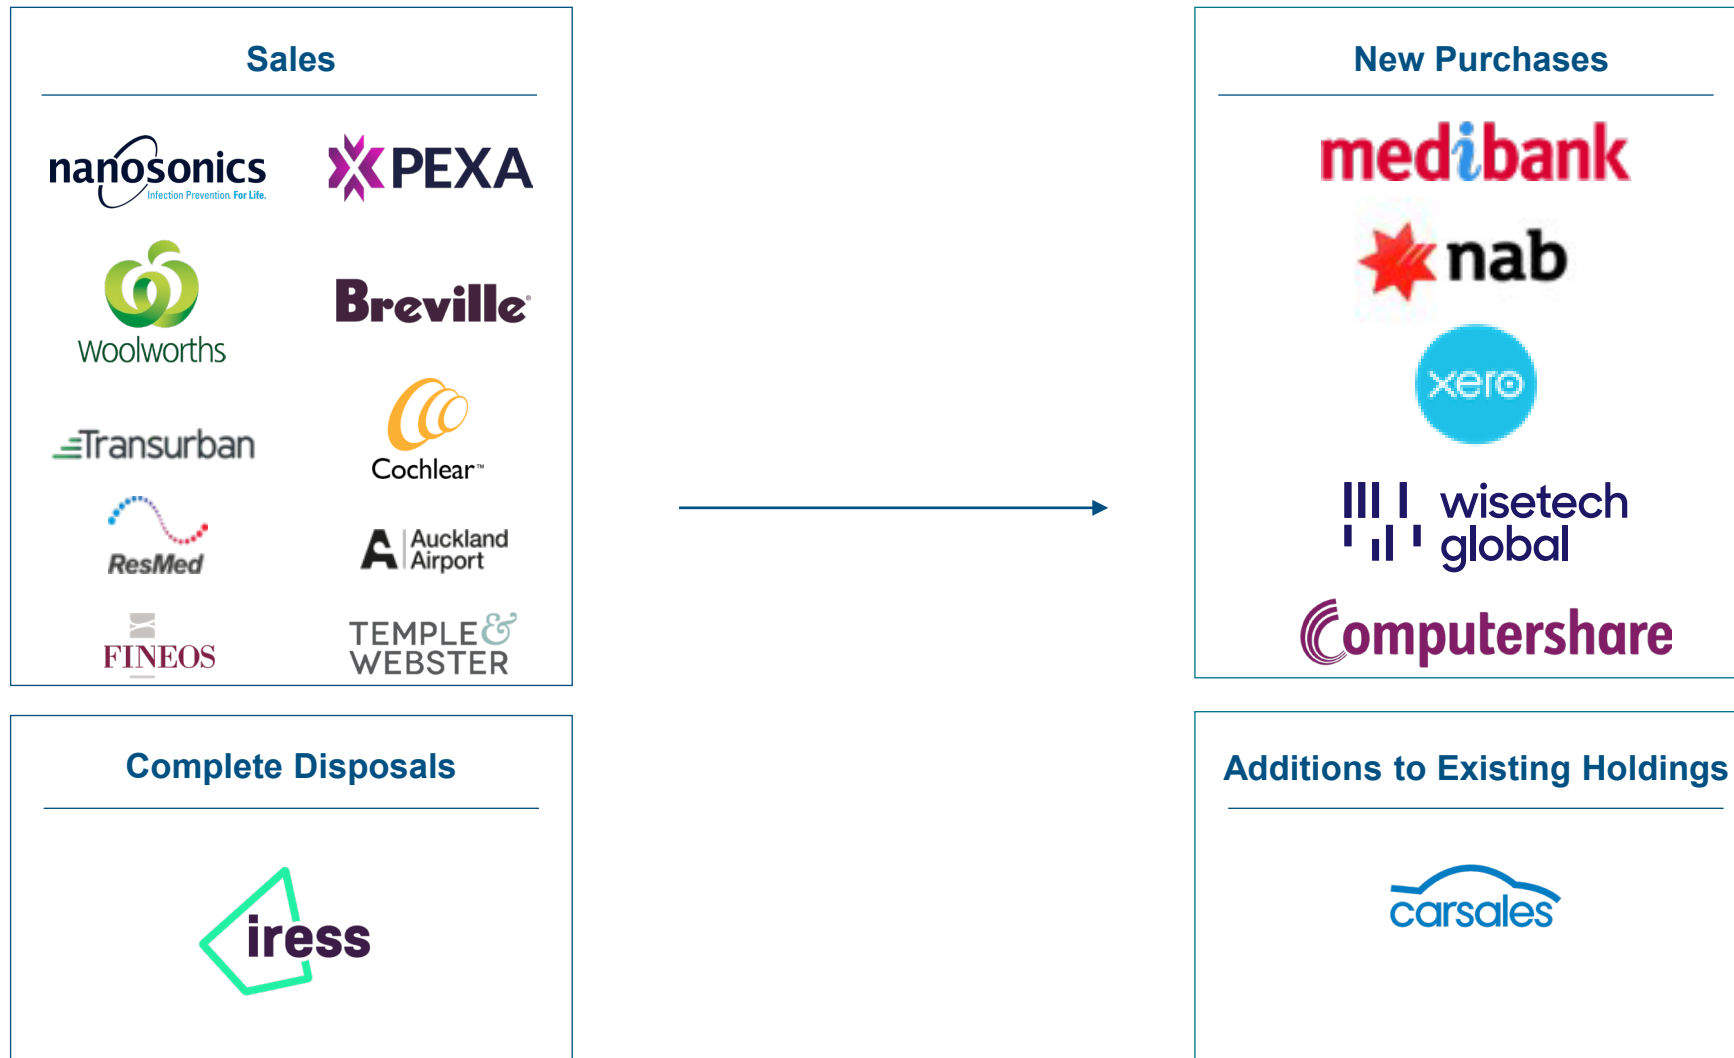 Sales
nanosonics
Infection Prevention. For Life.
PEXA
Woolworths
Breville®
Transurban
Cochlear™
ResMed
Auckland
Airport
FINEOS
TEMPLE &
WEBSTER
Complete Disposals
iress
New Purchases
medibank
nab
xero
wisetech
global
Computershare
Additions to Existing Holdings
carsales